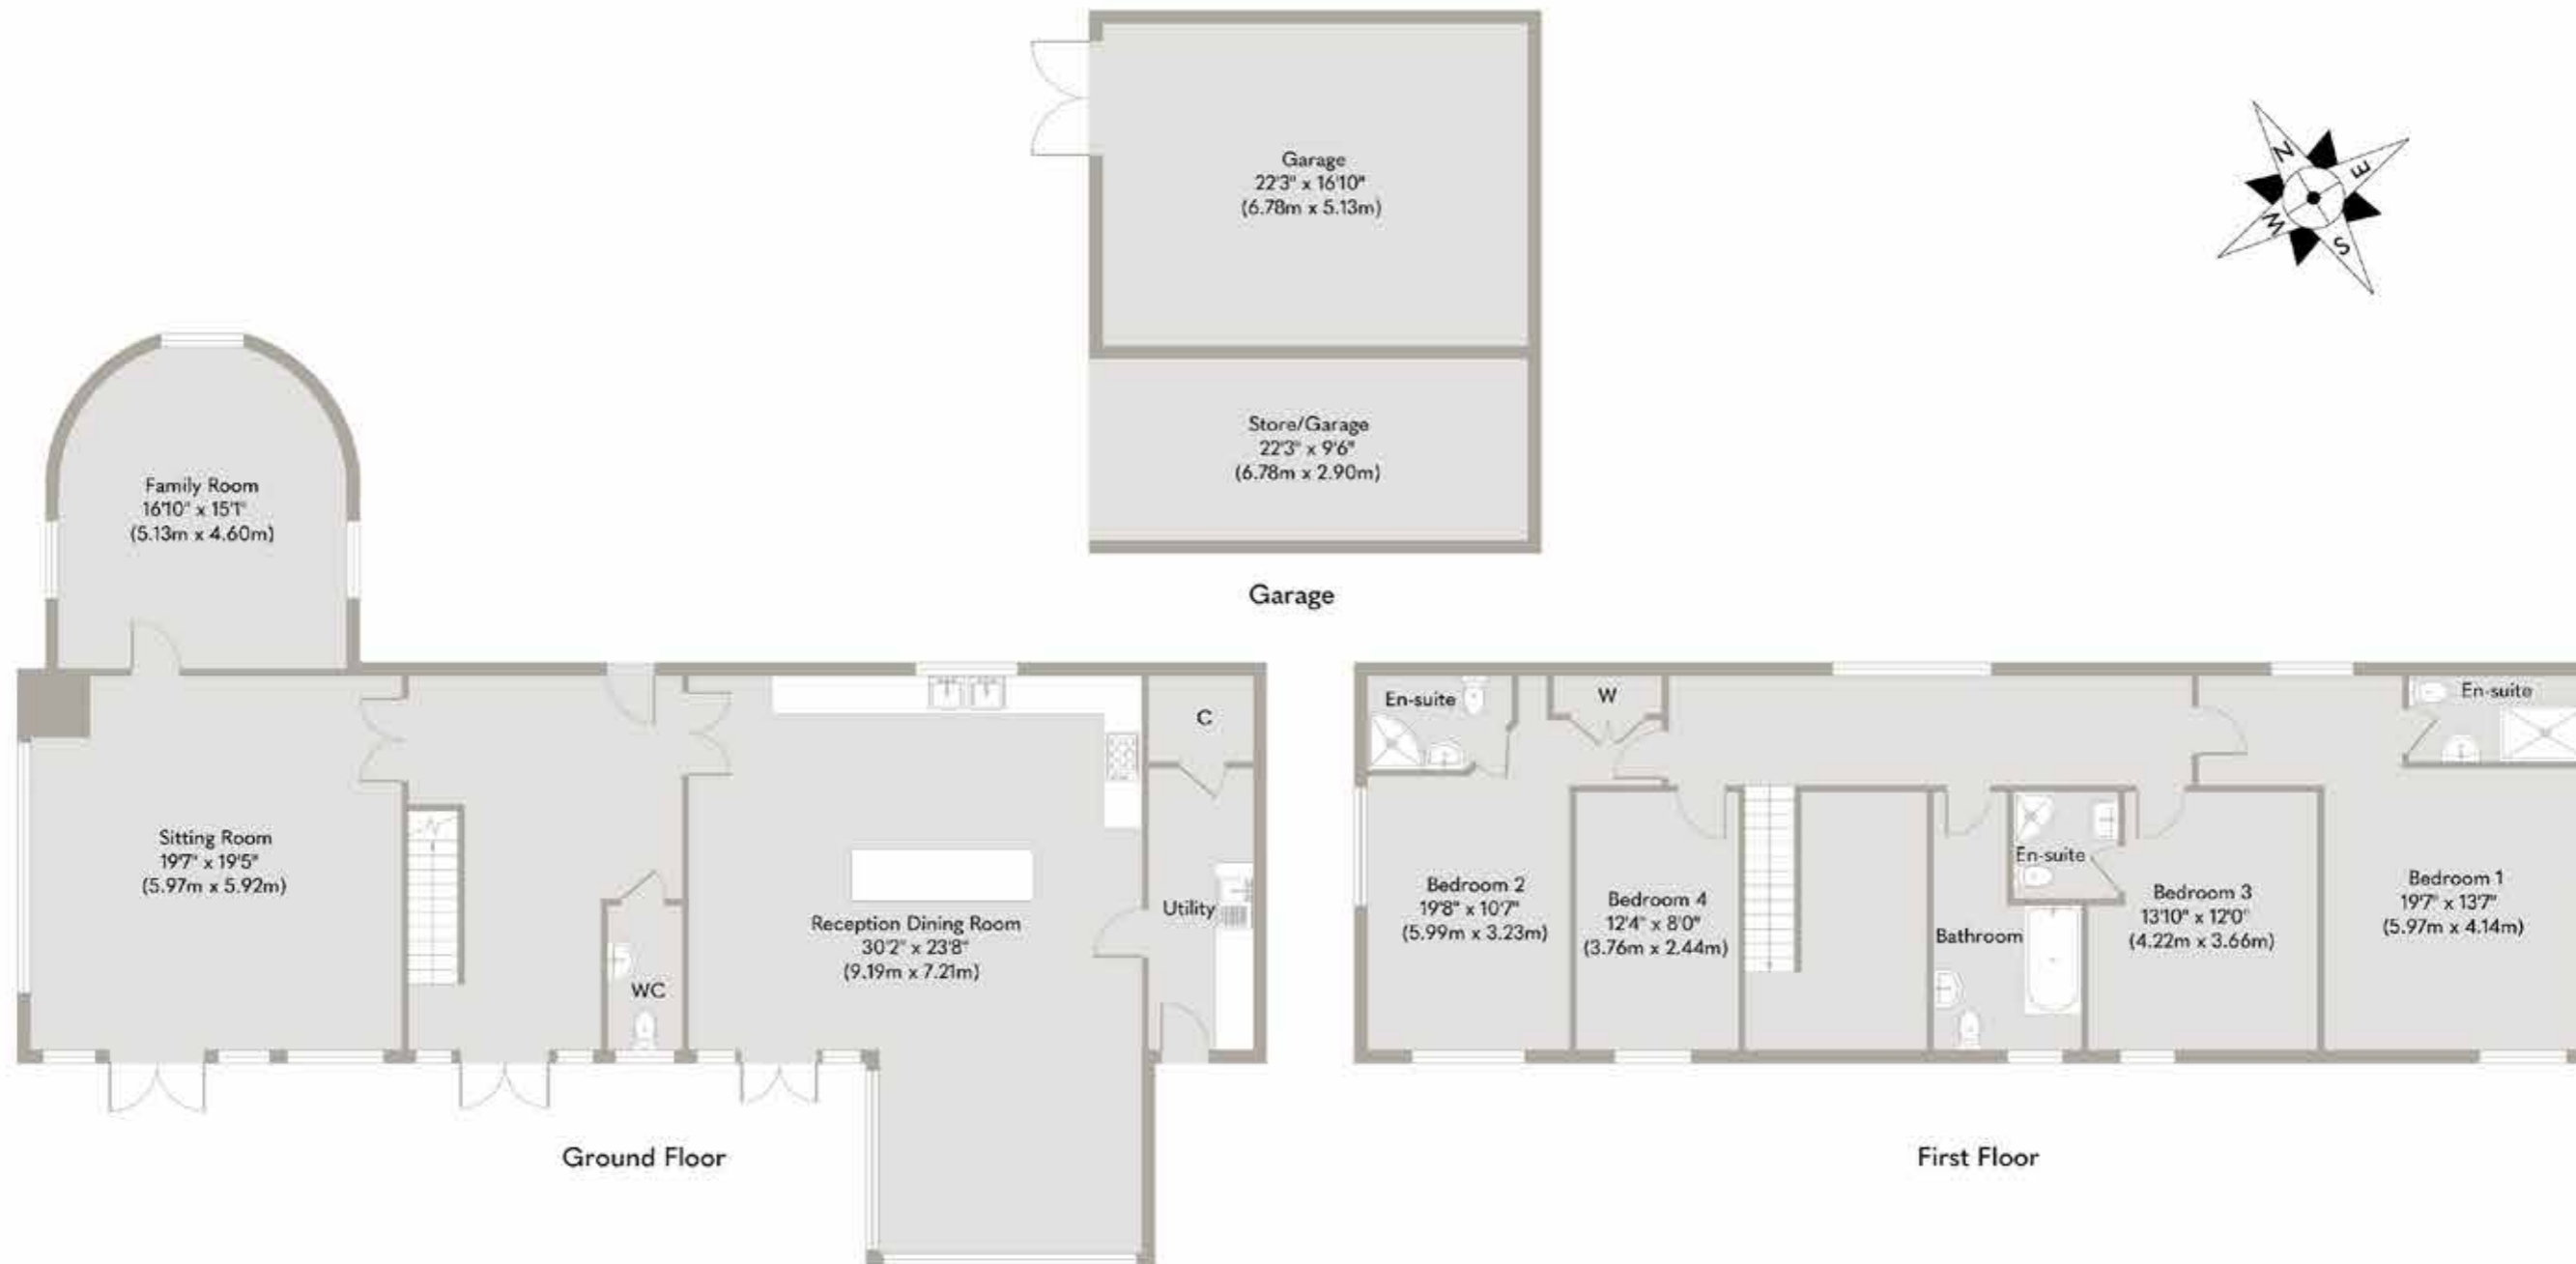 Garage
22'3" x 16'10"
(6.78m x 5.13m)
N
E
W
S
Store/Garage
22'3" x 9'6"
(6.78m x 2.90m)
Garage
Family Room
16'10" x 15'1"
(5.13m x 4.60m)
Sitting Room
19'7" x 19'5"
(5.97m x 5.92m)
WC
Reception Dining Room
30'2" x 23'8"
(9.19m x 7.21m)
C
Utility
Ground Floor
En-suite
W
En-suite
Bedroom 2
19'8" x 10'7"
(5.99m x 3.23m)
Bedroom 4
12'4" x 8'0"
(3.76m x 2.44m)
Bathroom
En-suite
Bedroom 3
13'10" x 12'0"
(4.22m x 3.66m)
Bedroom 1
19'7" x 13'7"
(5.97m x 4.14m)
First Floor